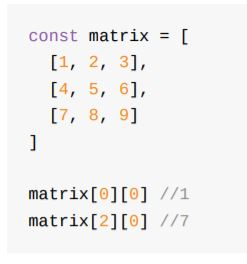 const matrix = [
  [1, 2, 3],
  [4, 5, 6],
  [7, 8, 9]
]

matrix[0][0] //1
matrix[2][0] //7